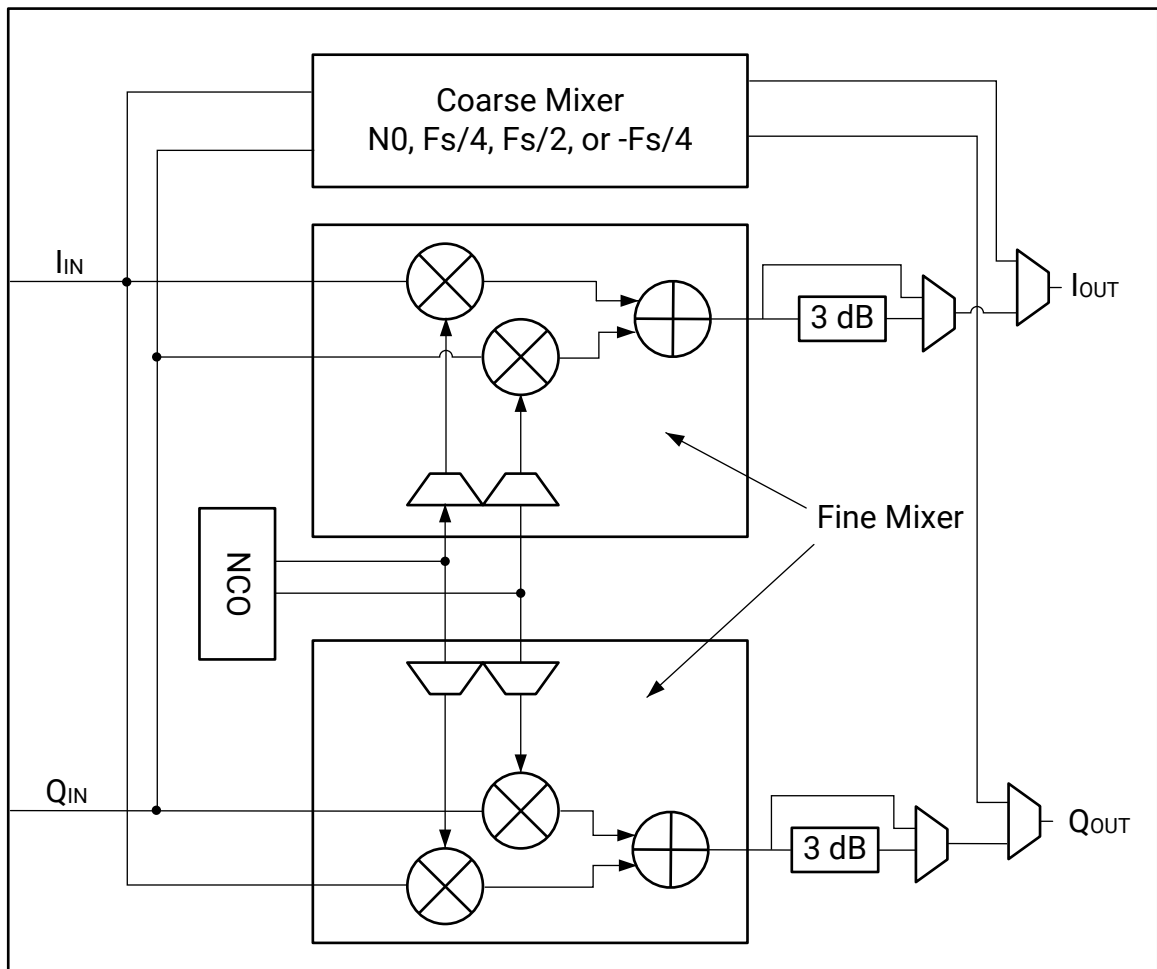 Coarse Mixer
N0, Fs/4, Fs/2, or -Fs/4
IIN
IOUT
3 dB
Fine Mixer
NCO
QIN
QOUT
3 dB